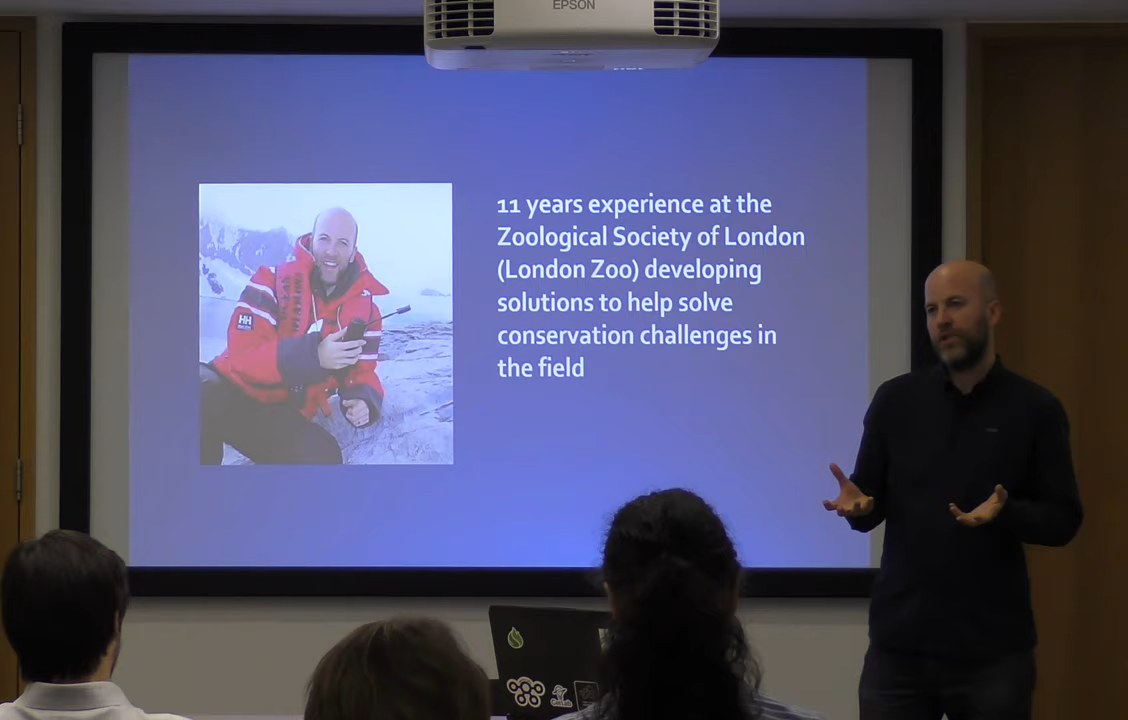 EPSON
11 years experience at the
Zoological Society of London
(London Zoo) developing
solutions to help solve
conservation challenges in
the field
HH